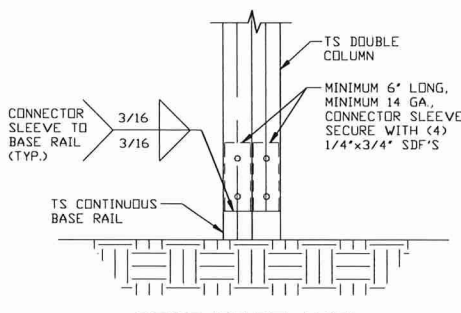 TS DOUBLE
COLUMN
MINIMUM 6" LONG,
MINIMUM 14 GA.,
CONNECTOR SLEEVE
SECURE WITH (4)
1/4"x3/4" SDF'S
CONNECTOR
SLEEVE TO
BASE RAIL
(TYP.)
3/16
3/16
TS CONTINUOUS
BASE RAIL